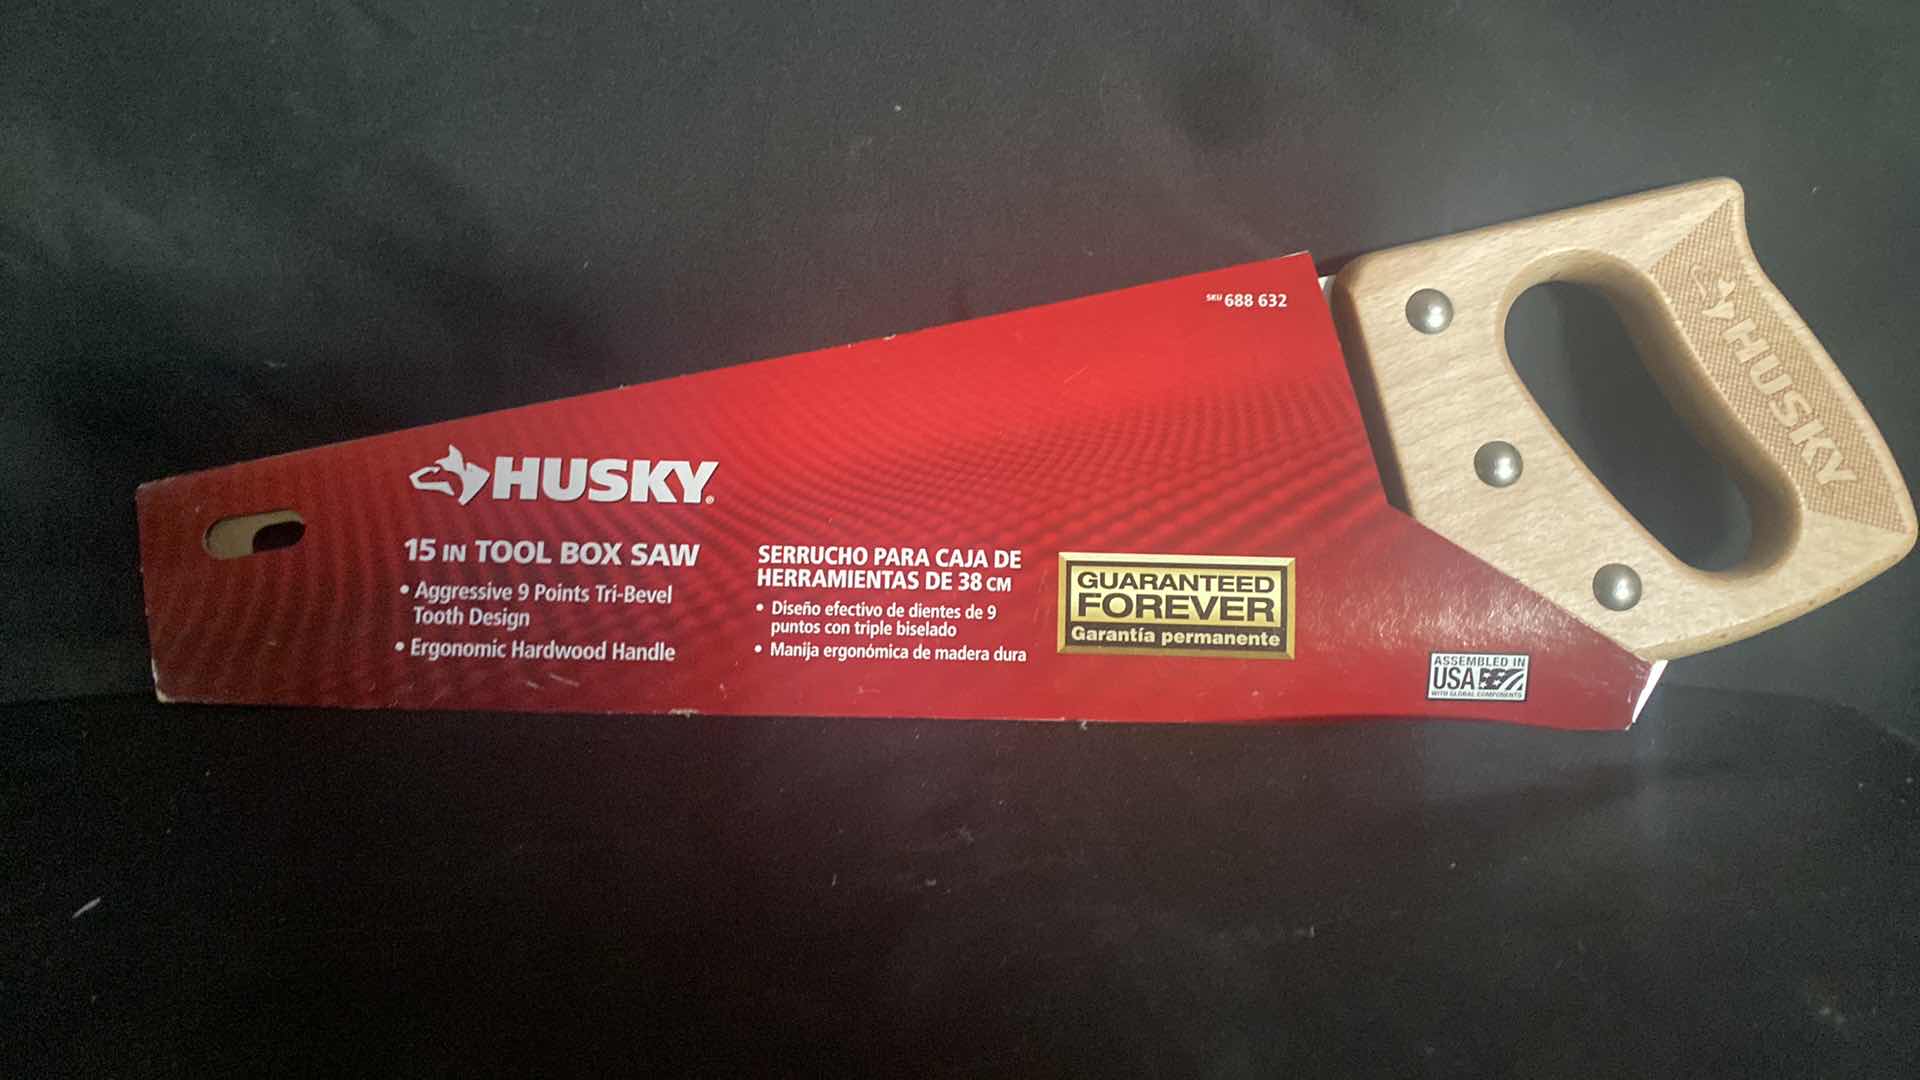 SKU 688 632
HUSKY®
15 IN TOOL BOX SAW
• Aggressive 9 Points Tri-Bevel
Tooth Design
• Ergonomic Hardwood Handle
SERRUCHO PARA CAJA DE
HERRAMIENTAS DE 38 CM
• Diseño efectivo de dientes de 9
puntos con triple biselado
• Manija ergonómica de madera dura
GUARANTEED
FOREVER
Garantía permanente
ASSEMBLED IN
USA
WITH GLOBAL COMPONENTS
HUSKY